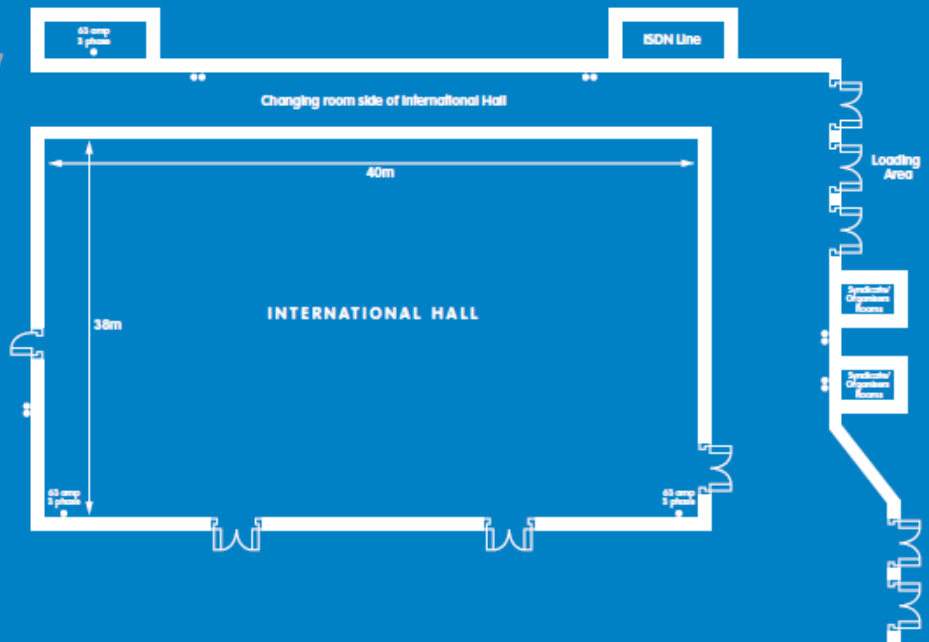 63 amp
3 phase
ISDN Line
Changing room side of International Hall
Loading
Area
40m
INTERNATIONAL HALL
38m
Syndicate/
Organisers
Rooms
Syndicate/
Organisers
Rooms
63 amp
3 phase
63 amp
3 phase